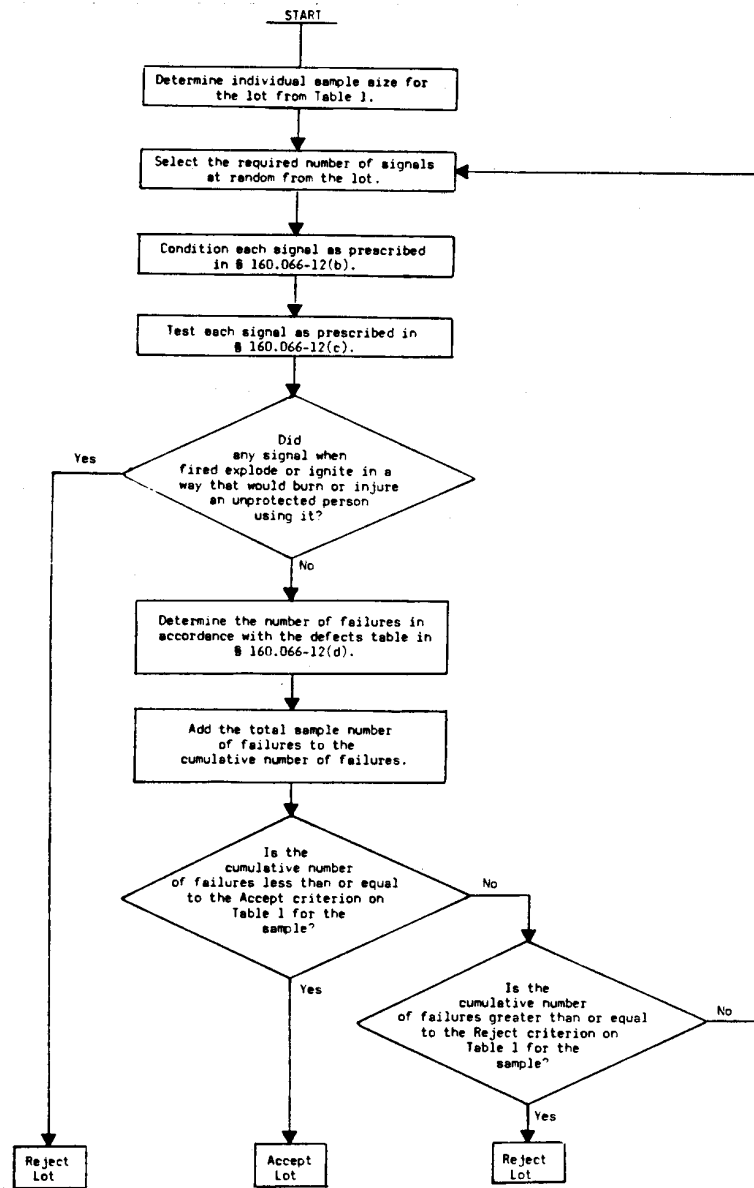 START
Determine individual sample size for
the lot from Table 1.
Select the required number of signals
at random from the lot.
Condition each signal as prescribed
in § 160.066-12(b).
Test each signal as prescribed in
§ 160.066-12(c).
Did
any signal when
fired explode or ignite in a
way that would burn or injure
an unprotected person
using it?
Yes
No
Determine the number of failures in
accordance with the defects table in
§ 160.066-12(d).
Add the total sample number
of failures to the
cumulative number of failures.
Is the
cumulative number
of failures less than or equal
to the Accept criterion on
Table 1 for the
sample?
No
Yes
Is the
cumulative number
of failures greater than or equal
to the Reject criterion on
Table 1 for the
sample?
No
Yes
Reject
Lot
Accept
Lot
Reject
Lot